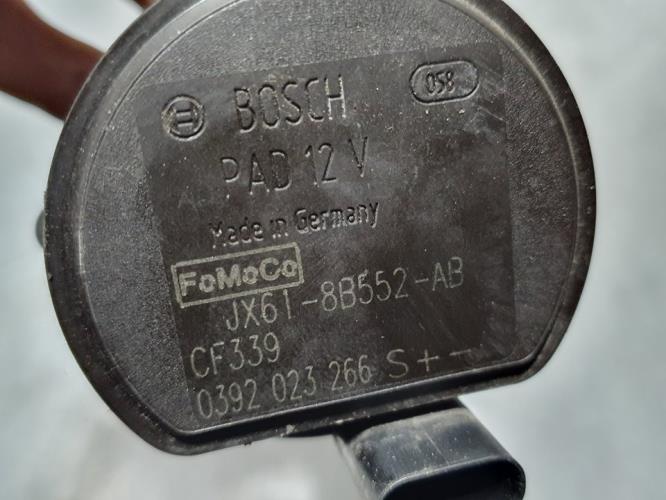 BOSCH 058
PAD 12 V
Made in Germany
FoMoCo
JX61-8B552-AB
CF339
0392 023 266 S + -